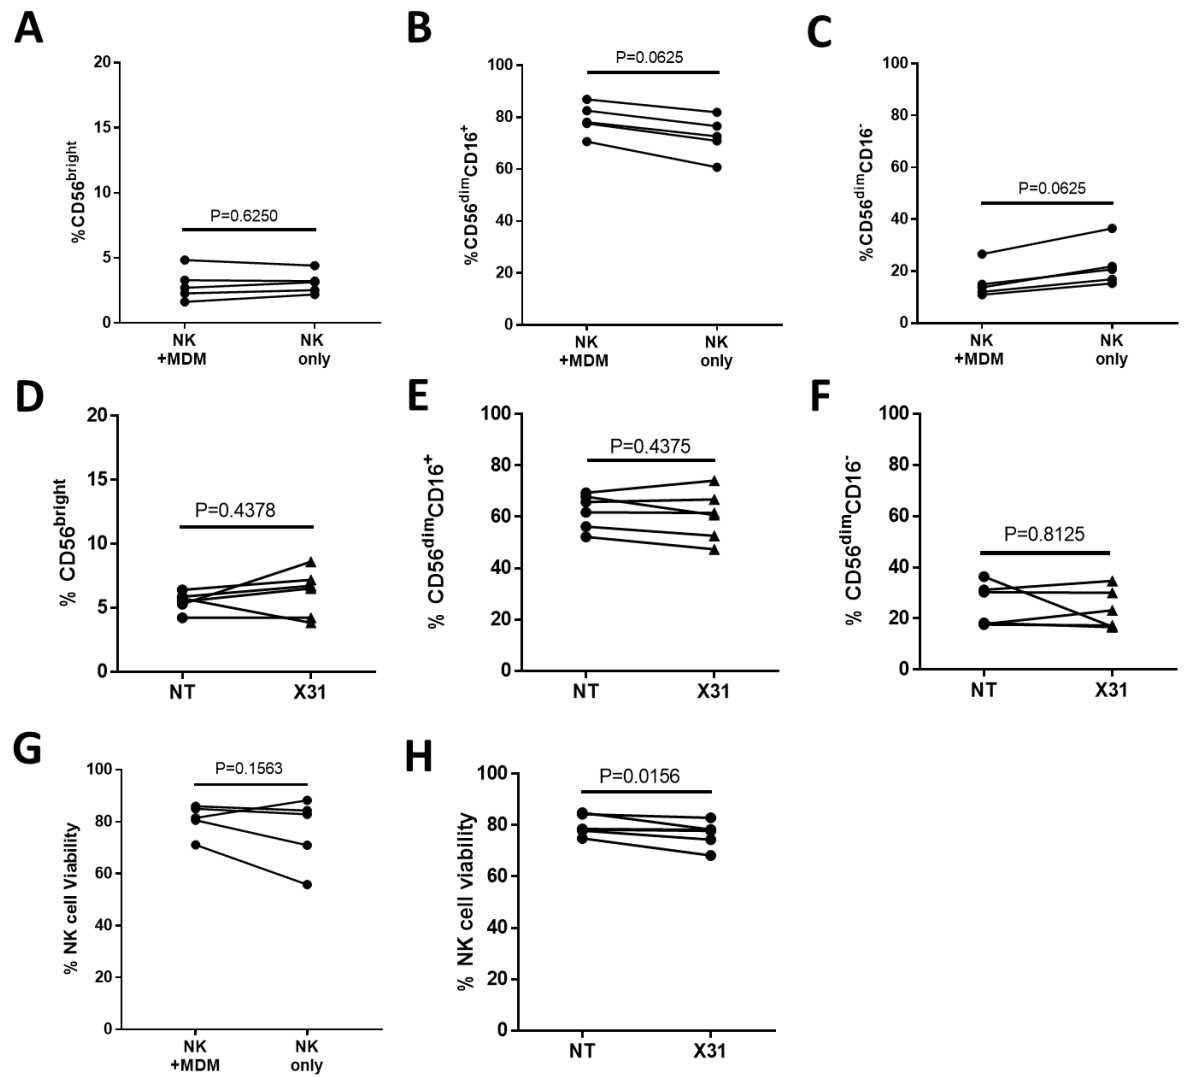 A
20
15
10
5
0
%CD56bright
P=0.6250
NK
+MDM
NK
only
B
100
80
60
40
20
0
%CD56dimCD16+
P=0.0625
NK
+MDM
NK
only
C
100
80
60
40
20
0
%CD56dimCD16-
P=0.0625
NK
+MDM
NK
only
D
20
15
10
5
0
% CD56bright
P=0.4378
NT
X31
E
100
80
60
40
20
0
% CD56dimCD16+
P=0.4375
NT
X31
F
100
80
60
40
20
0
% CD56dimCD16-
P=0.8125
NT
X31
G
100
80
60
40
20
0
% NK cell Viability
P=0.1563
NK
+MDM
NK
only
H
100
80
60
40
20
0
% NK cell viability
P=0.0156
NT
X31